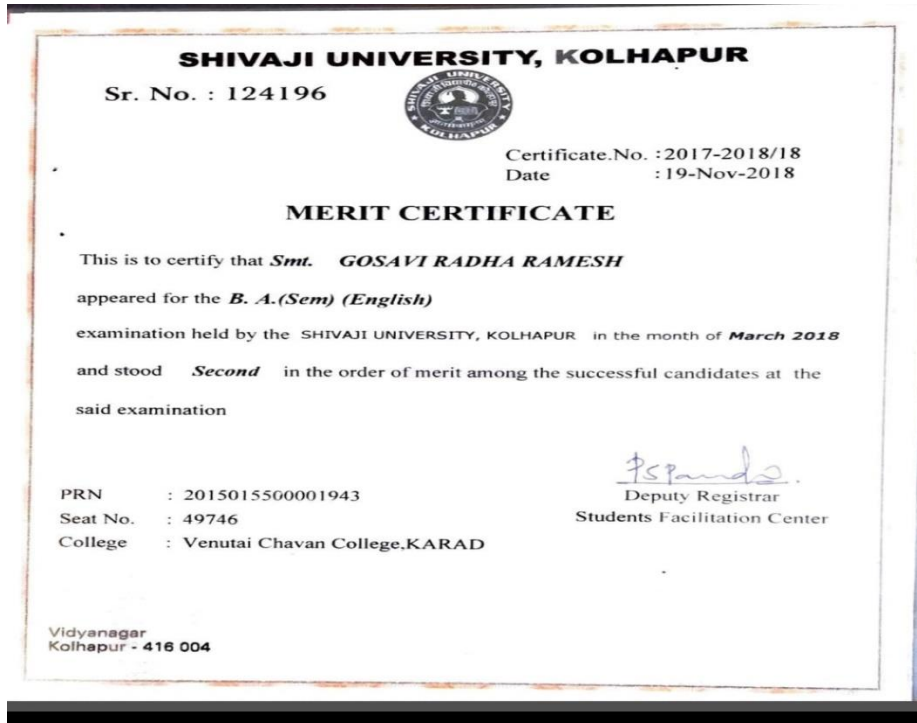 SHIVAJI UNIVERSITY, KOLHAPUR
Sr. No. : 124196
SHIVAJI UNIVERSITY
KOLHAPUR
Certificate.No. :2017-2018/18
Date :19-Nov-2018
MERIT CERTIFICATE
This is to certify that Smt. GOSAVI RADHA RAMESH
appeared for the B. A.(Sem) (English)
examination held by the SHIVAJI UNIVERSITY, KOLHAPUR in the month of March 2018
and stood Second in the order of merit among the successful candidates at the
said examination
PRN : 2015015500001943
Seat No. : 49746
College : Venutai Chavan College,KARAD
Deputy Registrar
Students Facilitation Center
Vidyanagar
Kolhapur - 416 004